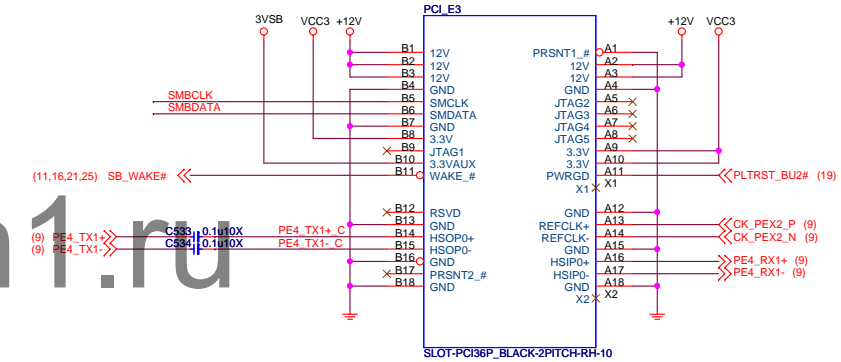 PCI_E3
3VSB VCC3 +12V +12V VCC3
B1 12V PRSNT1_# A1
B2 12V 12V A2
B3 12V 12V A3
B4 GND GND A4
SMBCLK B5 SMCLK JTAG2 A5
SMBDATA B6 SMDATA JTAG3 A6
B7 GND JTAG4 A7
B8 3.3V JTAG5 A8
B9 JTAG1 3.3V A9
B10 3.3VAUX 3.3V A10
(11,16,21,25) SB_WAKE# B11 WAKE_# PWRGD A11 PLTRST_BU2# (19)
X1 X1
B12 RSVD GND A12
B13 GND REFCLK+ A13 CK_PEX2_P (9)
(9) PE4_TX1+ C533 0.1u10X PE4_TX1+_C B14 HSOP0+ REFCLK- A14 CK_PEX2_N (9)
(9) PE4_TX1- C534 0.1u10X PE4_TX1-_C B15 HSOP0- GND A15
B16 GND HSIP0+ A16 PE4_RX1+ (9)
B17 PRSNT2_# HSIP0- A17 PE4_RX1- (9)
B18 GND GND A18
X2 X2
SLOT-PCI36P_BLACK-2PITCH-RH-10
n1.ru